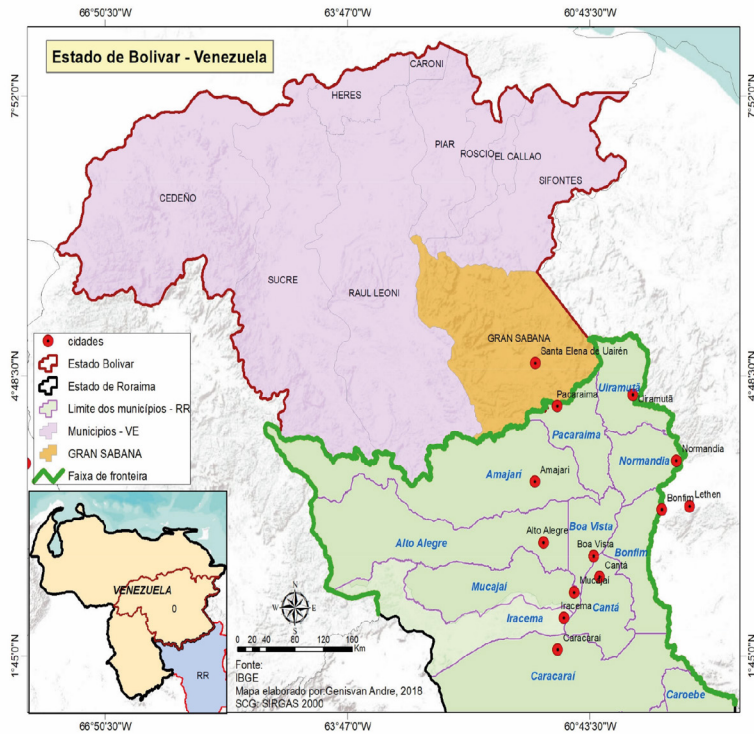 66°50'30"W
63°47'0"W
60°43'30"W
Estado de Bolivar - Venezuela
7°52'0"N
7°52'0"N
CARONI
HERES
PIAR
ROSCIO
EL CALLAO
SIFONTES
CEDEÑO
SUCRE
RAUL LEONI
GRAN SABANA
Santa Elena de Uairén
4°48'30"N
4°48'30"N
cidades
Estado Bolivar
Estado de Roraima
Limite dos municípios - RR
Municipios - VE
GRAN SABANA
Faixa de fronteira
Uiramutã
Uiramutã
Pacaraima
Pacaraima
Normandia
Normandia
Amajarí
Amajarí
Bonfim
Lethen
Alto Alegre
Alto Alegre
Boa Vista
Boa Vista
Bonfim
Cantá
Mucajaí
Mucajaí
Cantá
Iracema
Iracema
Caracaraí
Caracaraí
Caroebe
VENEZUELA
0
RR
N
W
E
S
0 20 40 80 120 160
Km
Fonte:
IBGE
Mapa elaborado por:Genisvan Andre, 2018
SCG: SIRGAS 2000
1°45'0"N
1°45'0"N
66°50'30"W
63°47'0"W
60°43'30"W